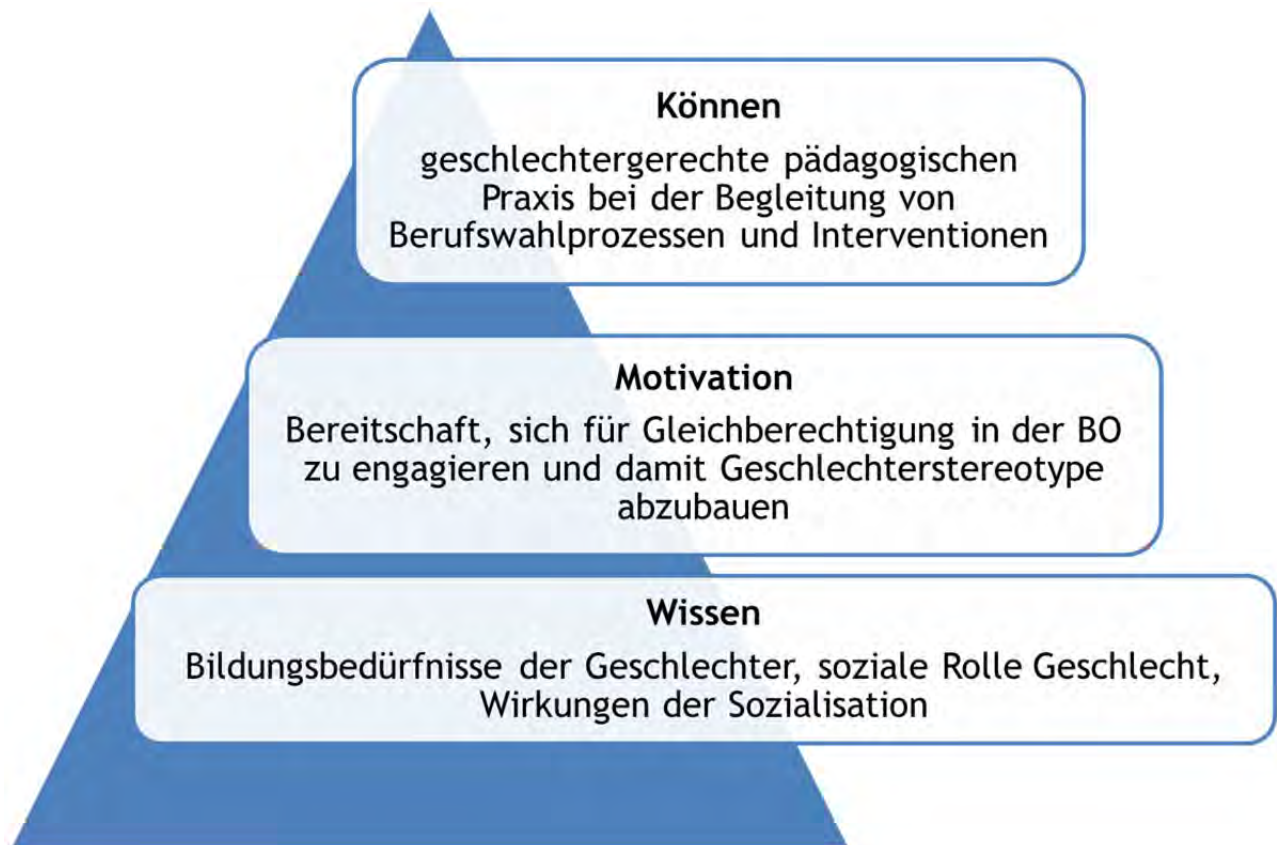 Können
geschlechtergerechte pädagogischen
Praxis bei der Begleitung von
Berufswahlprozessen und Interventionen
Motivation
Bereitschaft, sich für Gleichberechtigung in der BO
zu engagieren und damit Geschlechterstereotype
abzubauen
Wissen
Bildungsbedürfnisse der Geschlechter, soziale Rolle Geschlecht,
Wirkungen der Sozialisation